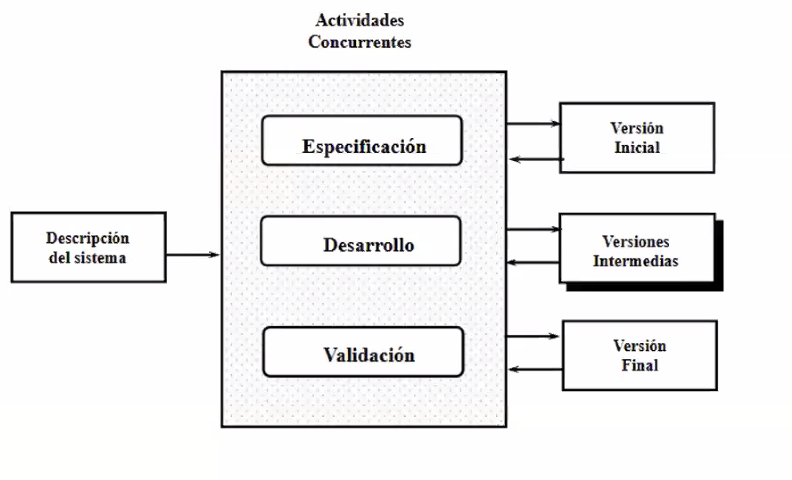 Actividades
Concurrentes
Especificación
Versión
Inicial
Descripción
del sistema
Desarrollo
Versiones
Intermedias
Validación
Versión
Final